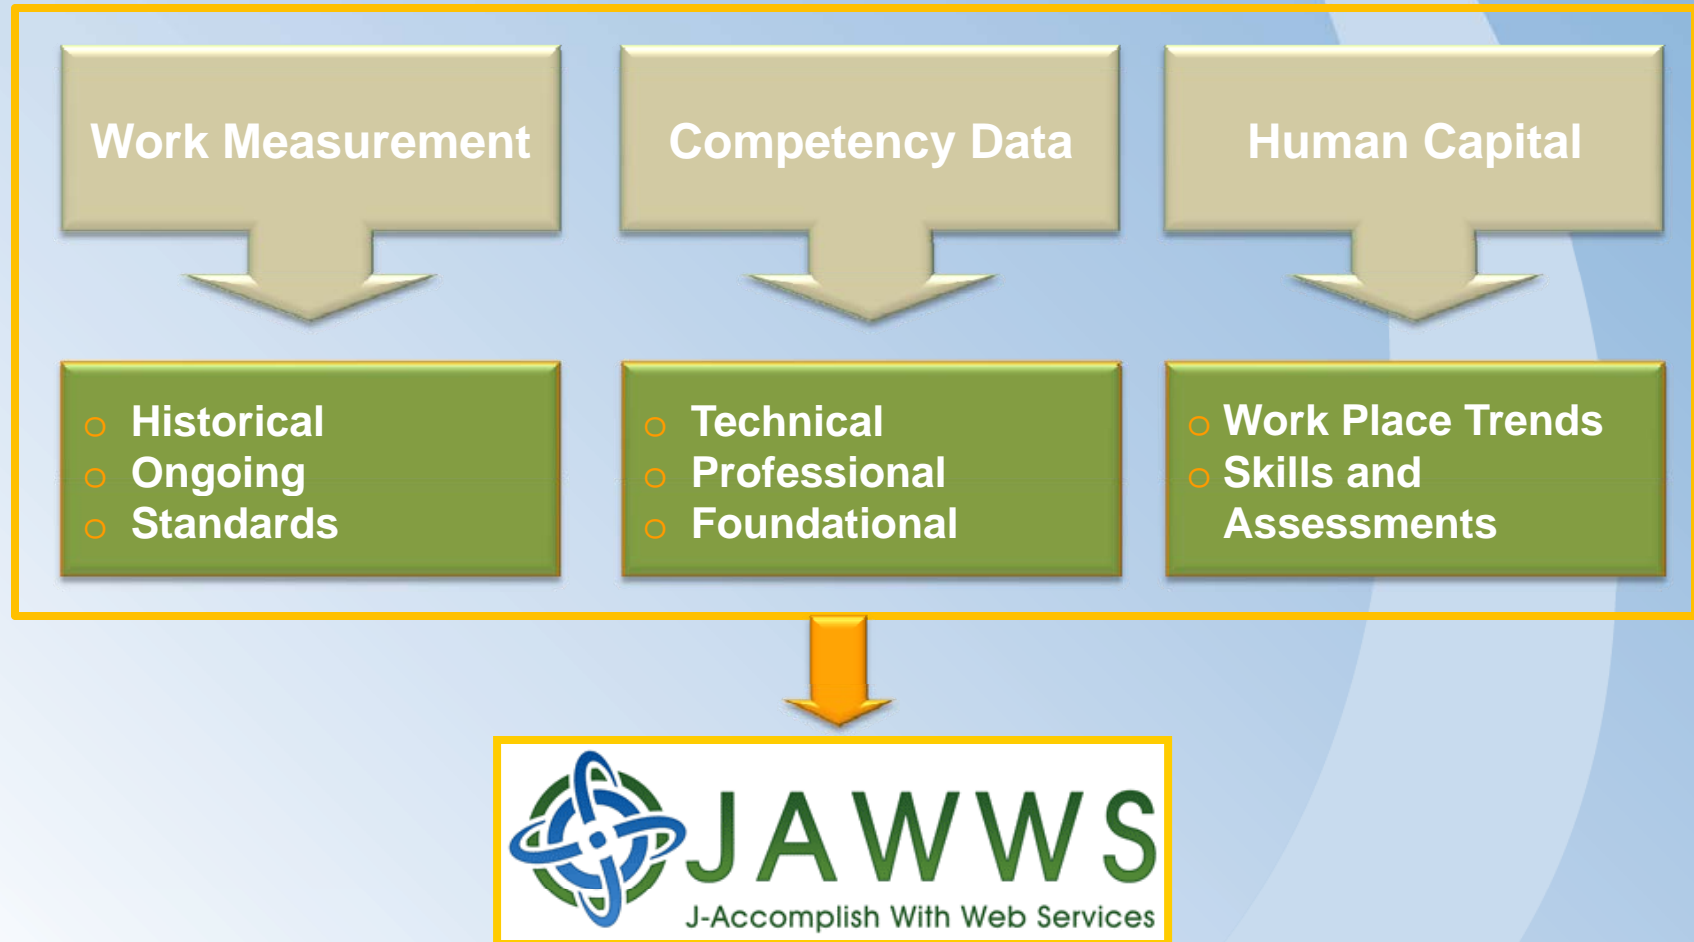 Work Measurement
Competency Data
Human Capital
o Historical
o Ongoing
o Standards
o Technical
o Professional
o Foundational
o Work Place Trends
o Skills and
Assessments
JAWWS
J-Accomplish With Web Services